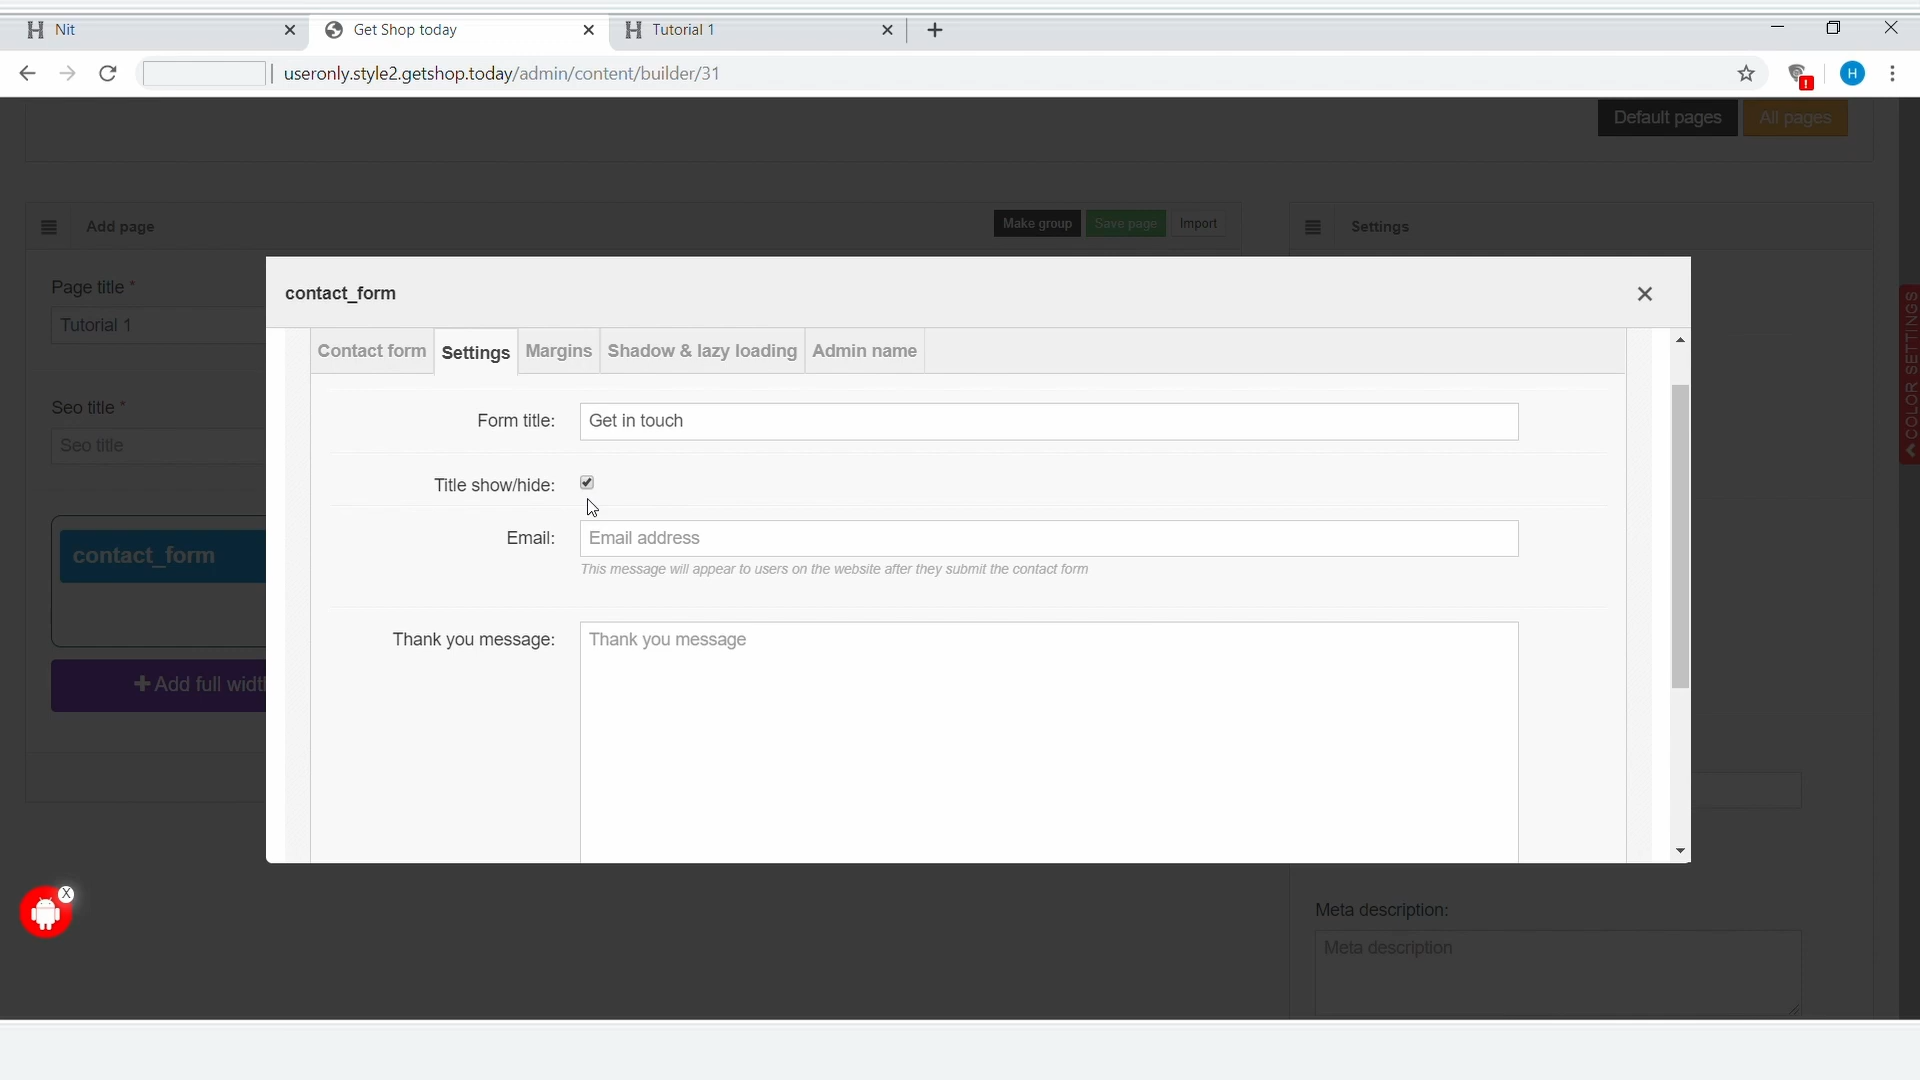 Nit
Get Shop today
Tutorial 1
useronly.style2.getshop.today/admin/content/builder/31
H
Default pages
All pages
Add page
Make group
Save page
Import
Settings
Page title *
Tutorial 1
Seo title *
Seo title
contact_form
+ Add full widt
COLOR SETTINGS
contact_form
Contact form
Settings
Margins
Shadow & lazy loading
Admin name
Form title:
Get in touch
Title show/hide:
Email:
Email address
This message will appear to users on the website after they submit the contact form
Thank you message:
Thank you message
X
Meta description:
Meta description